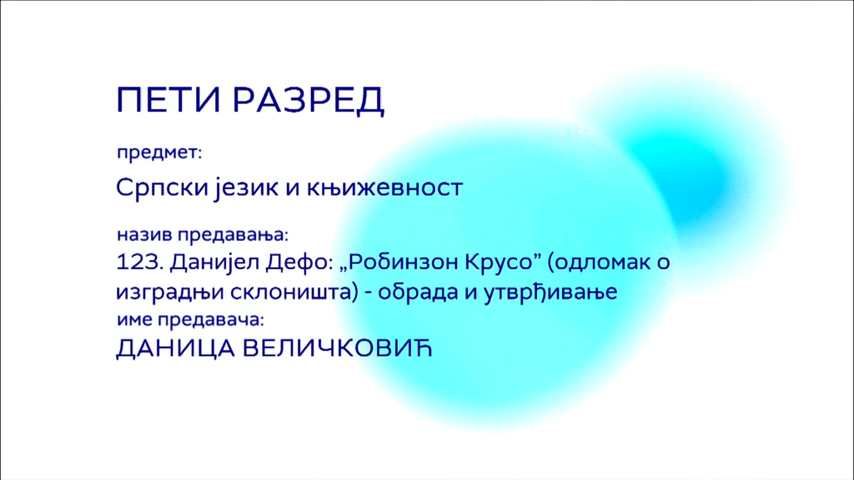 ПЕТИ РАЗРЕД
предмет:
Српски језик и књижевност
назив предавања:
123. Данијел Дефо: „Робинзон Крусо” (одломак о
изградњи склоништа) - обрада и утврђивање
име предавача:
ДАНИЦА ВЕЛИЧКОВИЋ